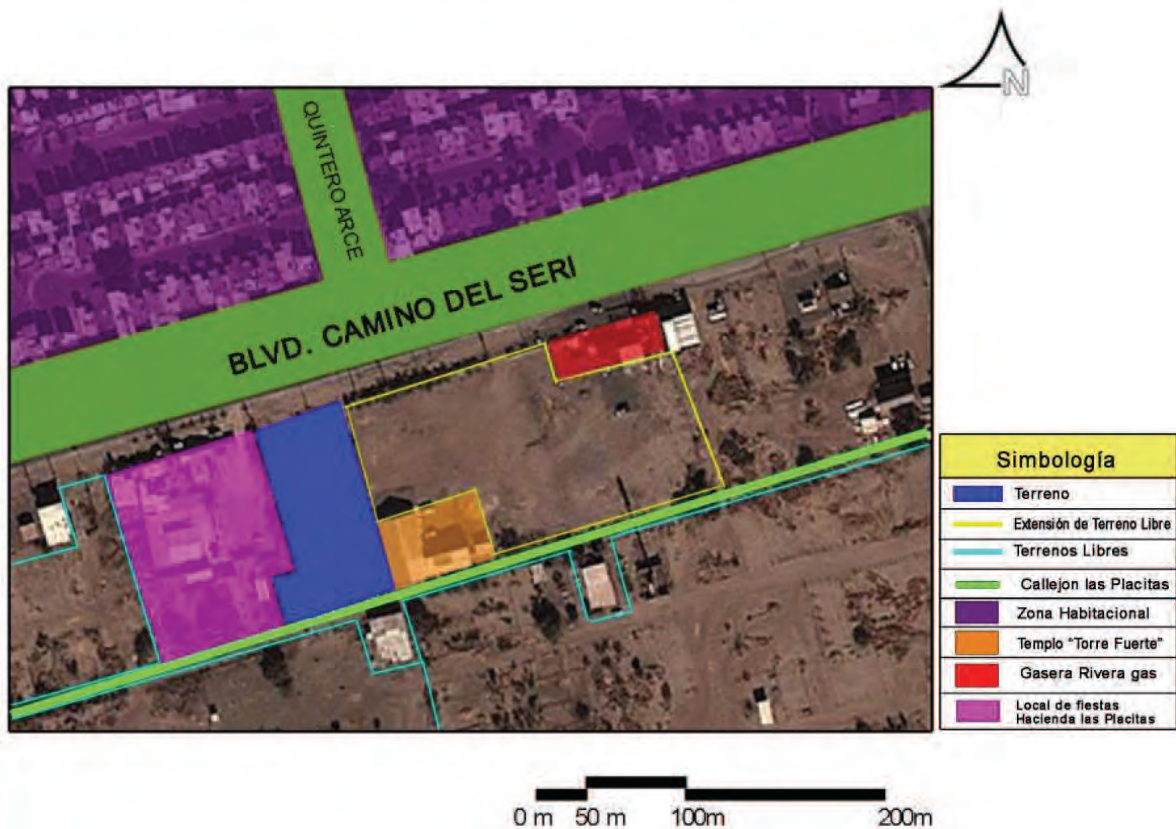 N
QUINTERO ARCE
BLVD. CAMINO DEL SERI
Simbología
Terreno
Extensión de Terreno Libre
Terrenos Libres
Callejon las Placitas
Zona Habitacional
Templo "Torre Fuerte"
Gasera Rivera gas
Local de fiestas
Hacienda las Placitas
0 m 50 m 100m 200m